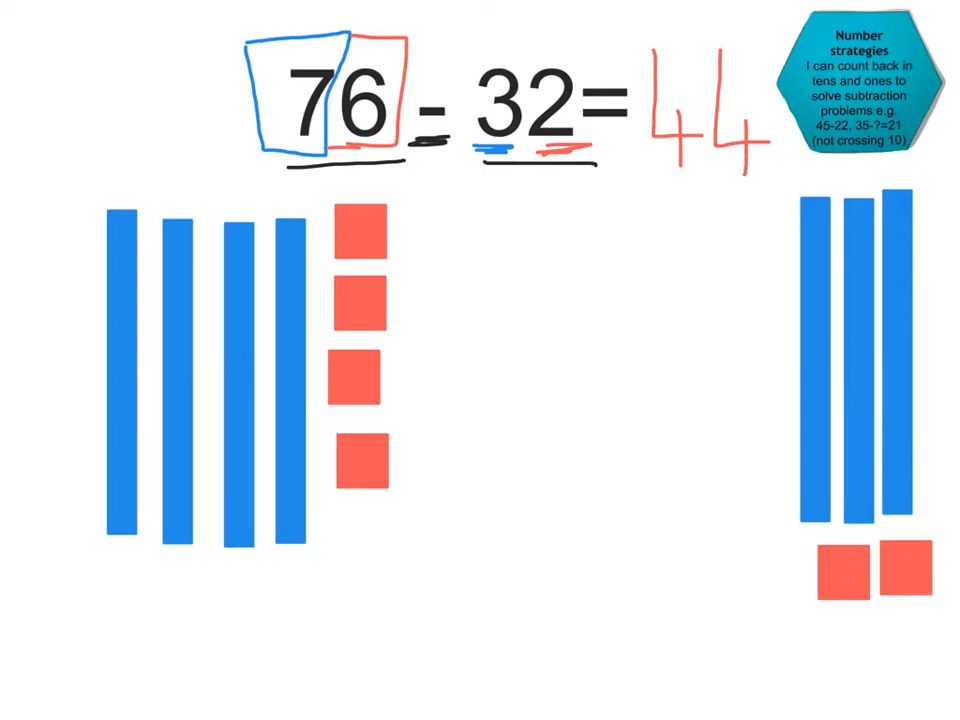 76 - 32= 44
Number
strategies
I can count back in
tens and ones to
solve subtraction
problems e.g.
45-22, 35-?=21
(not crossing 10)